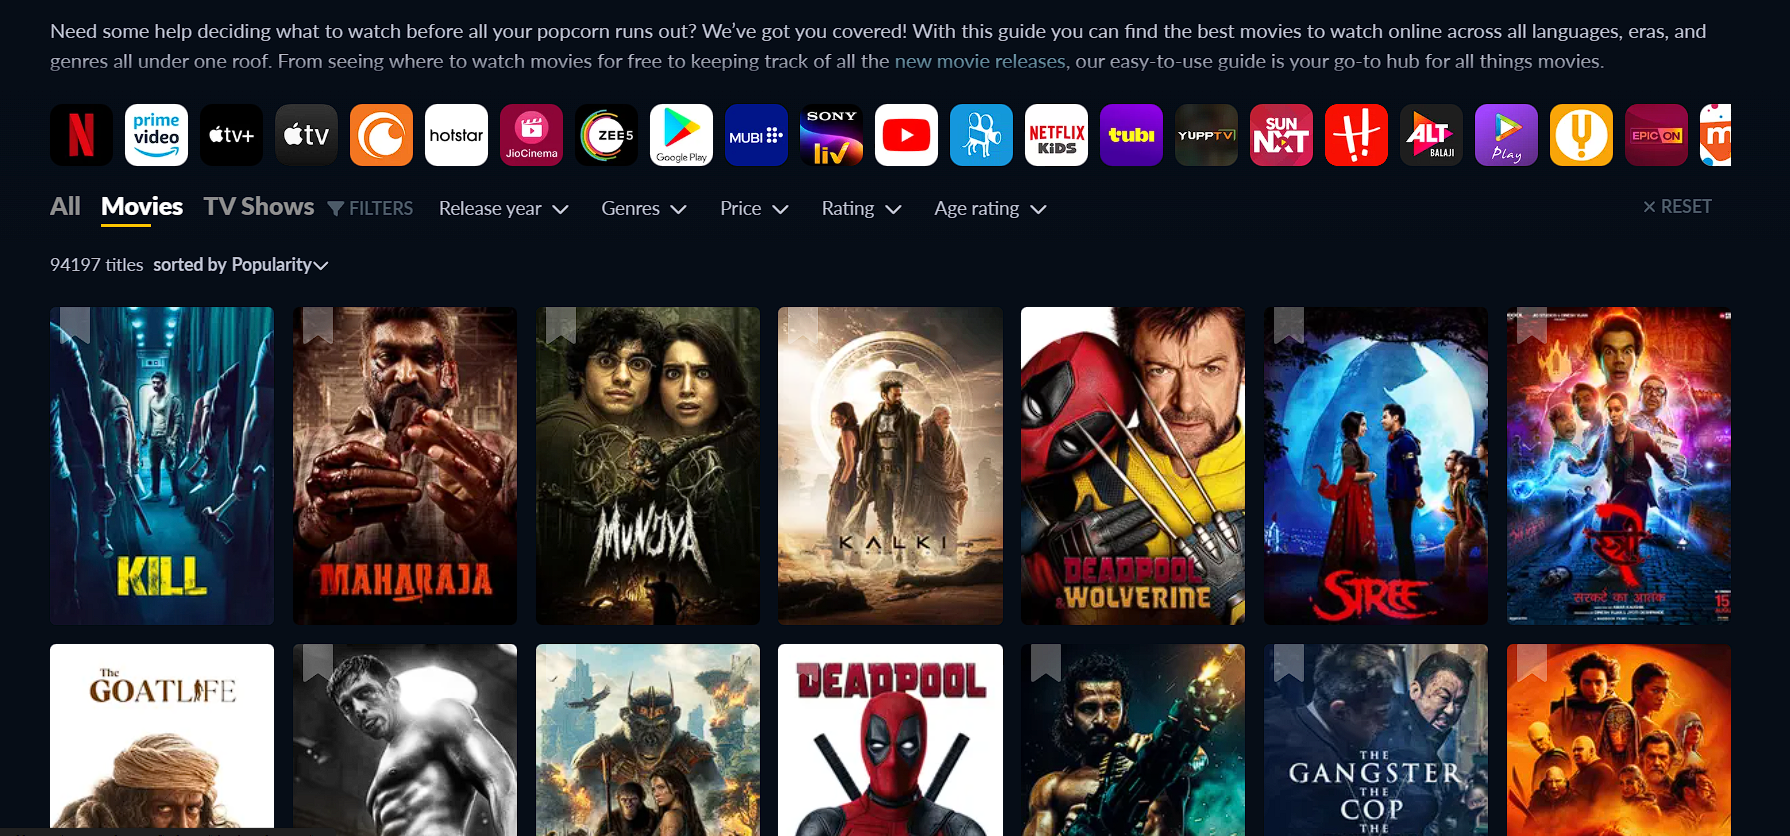 Need some help deciding what to watch before all your popcorn runs out? We’ve got you covered! With this guide you can find the best movies to watch online across all languages, eras, and
genres all under one roof. From seeing where to watch movies for free to keeping track of all the new movie releases, our easy-to-use guide is your go-to hub for all things movies.
N
prime
video
tv+
tv
hotstar
JioCinema
ZEE5
Google Play
MUBI
SONY
liv
NETFLIX
KiDS
tubi
YUPPTV
SUN
NXT
ALT
BALAJI
Play
EPIC ON
m
All Movies TV Shows FILTERS Release year Genres Price Rating Age rating × RESET
94197 titles sorted by Popularity
KILL
MAHARAJA
MUNJYA
KALKI
DEADPOOL
& WOLVERINE
STREE
सरकटे का आतंक
15
The
GOATLIFE
DEADPOOL
THE
GANGSTER
THE
COP
THE